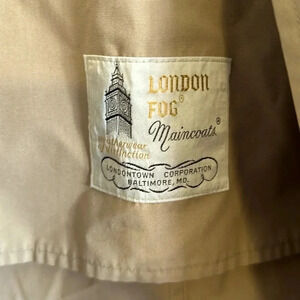 LONDON
FOG®
Maincoats®
LONDONTOWN CORPORATION
BALTIMORE, MD.